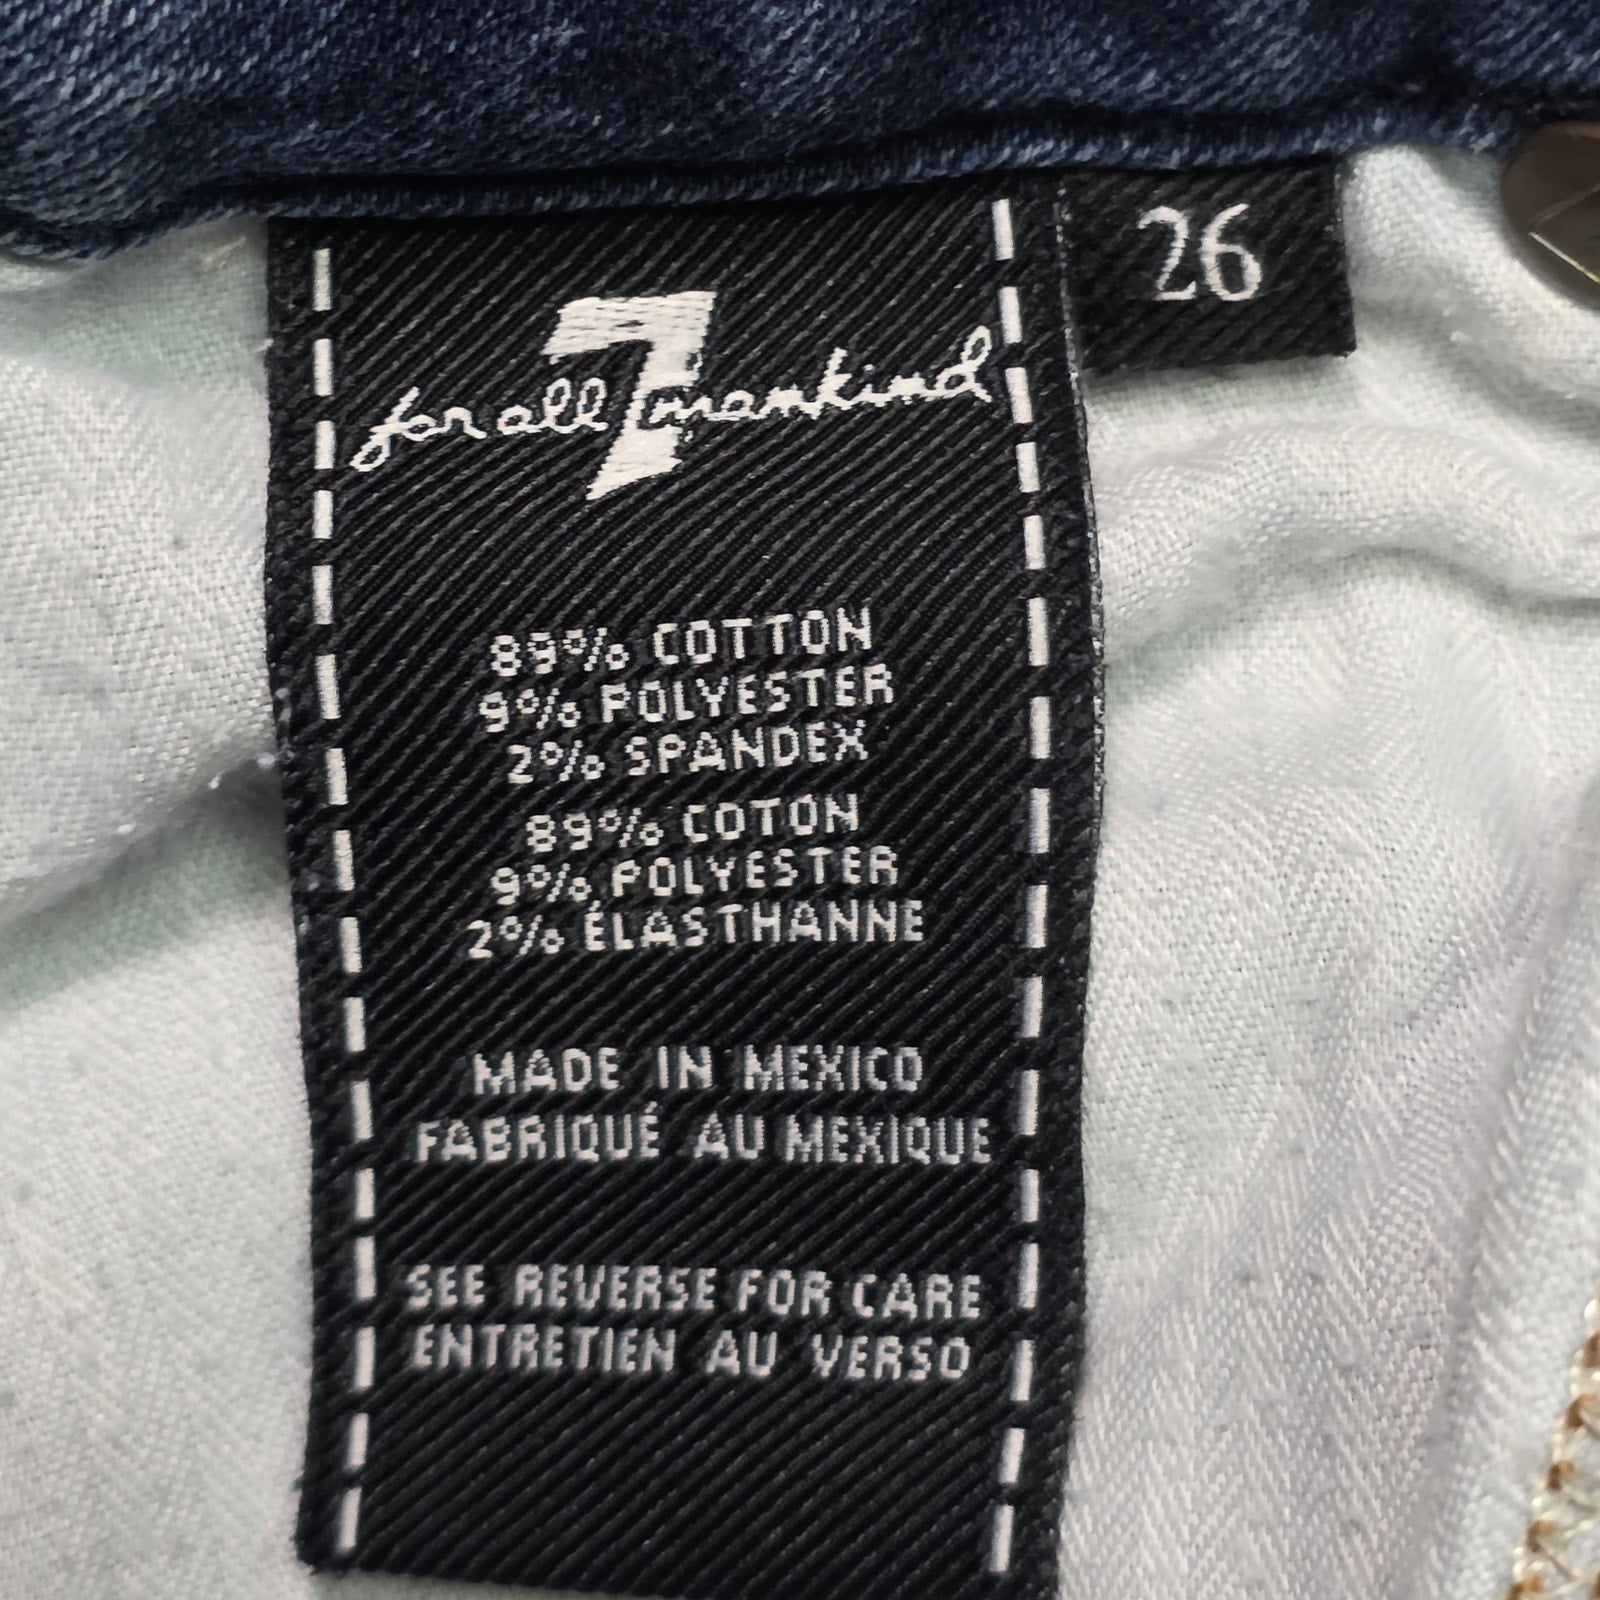 7
for all mankind
26
89% COTTON
9% POLYESTER
2% SPANDEX
89% COTON
9% POLYESTER
2% ÉLASTHANNE
MADE IN MEXICO
FABRIQUÉ AU MEXIQUE
SEE REVERSE FOR CARE
ENTRETIEN AU VERSO